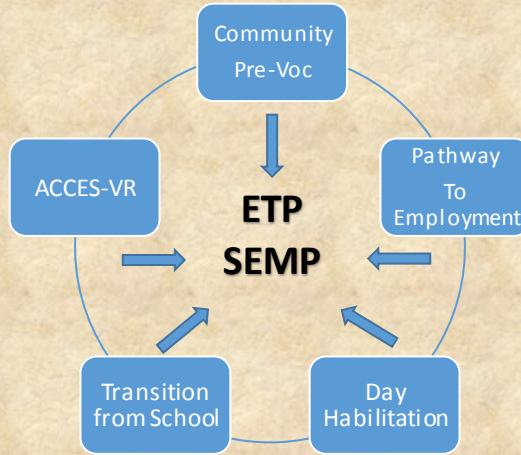 Community
Pre-Voc
ACCES-VR
Pathway
To
Employment
ETP
SEMP
Transition
from School
Day
Habilitation